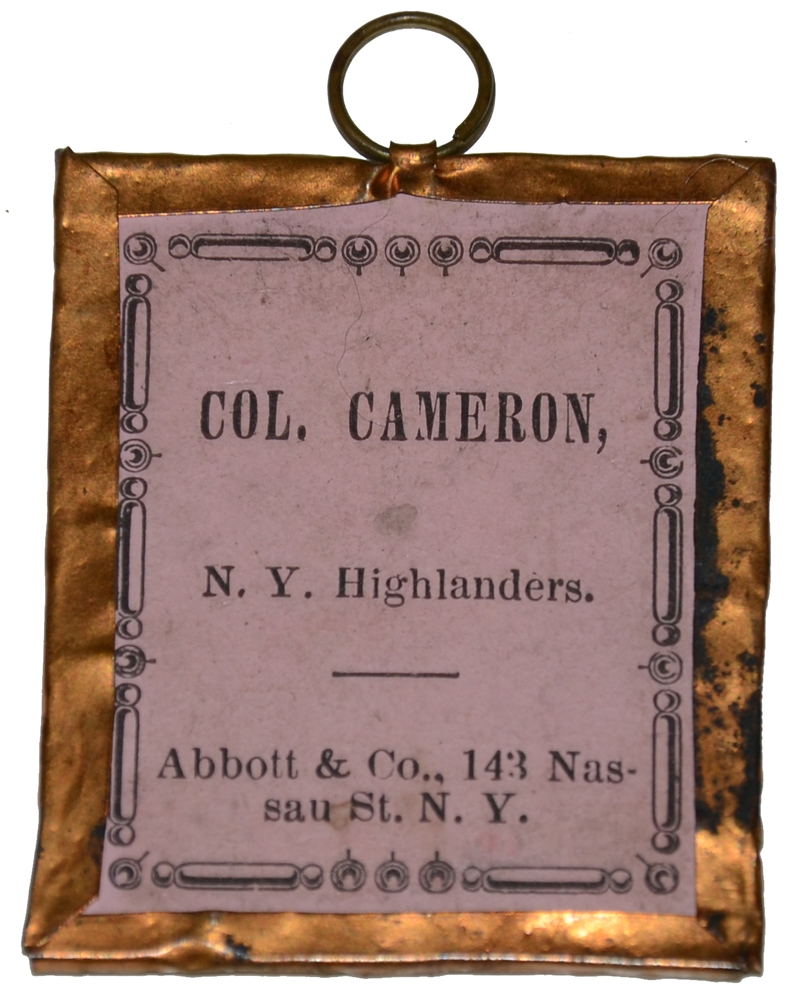 COL. CAMERON,
N. Y. Highlanders.
Abbott & Co., 143 Nas-
sau St. N. Y.